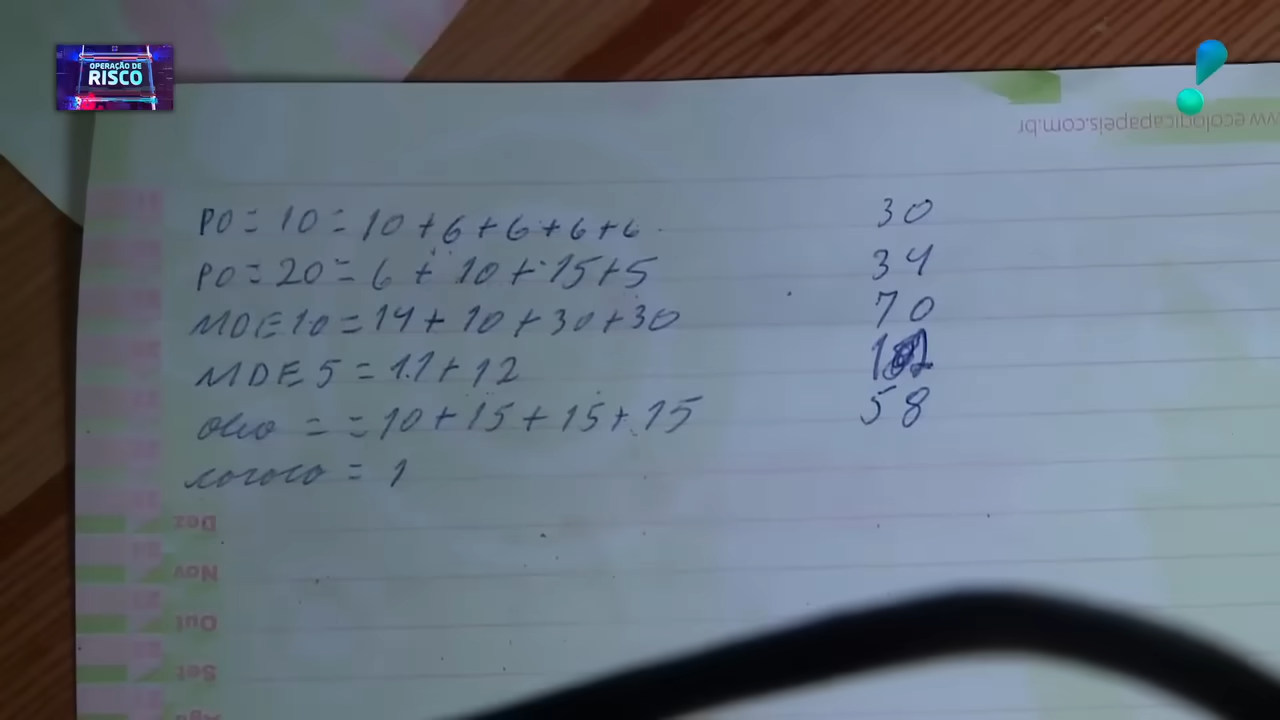 OPERAÇÃO DE
RISCO
www.ecologicapapeis.com.br
PO = 10 = 10 + 6 + 6 + 6 + 6 30
PO = 20 = 6 + 10 + 15 + 5 34
MDE 10 = 14 + 10 + 30 + 30 70
MDE 5 = 11 + 12
oleo = = 10 + 15 + 15 + 15 58
= 1
Dez
Nov
Out
Set
Ago